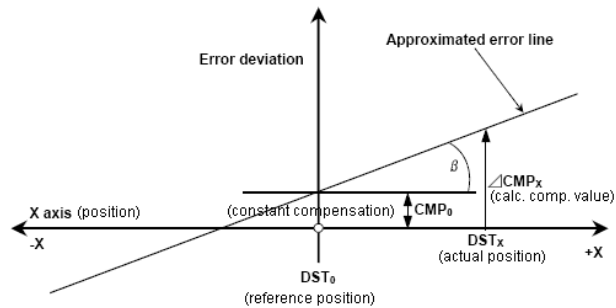 Approximated error line
Error deviation
β
⊿CMPx
(calc. comp. value)
X axis (position)
(constant compensation)
CMP₀
-X
DST₀
(reference position)
DSTx
(actual position)
+X